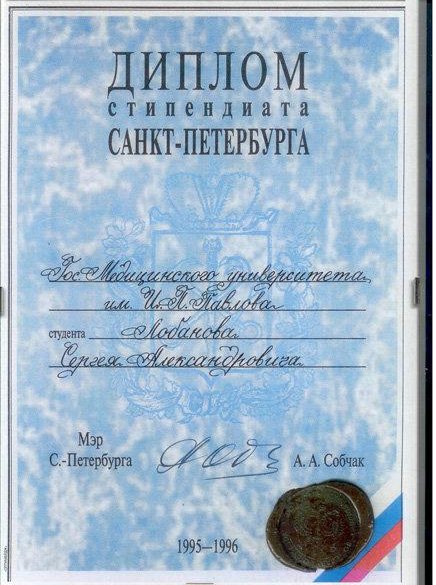 ДИПЛОМ
стипендиата
САНКТ-ПЕТЕРБУРГА
Гос. Медицинского университета
им. И. П. Павлова
студента Лобанова
Сергея Александровича
Мэр
С.-Петербурга
А. А. Собчак
1995—1996